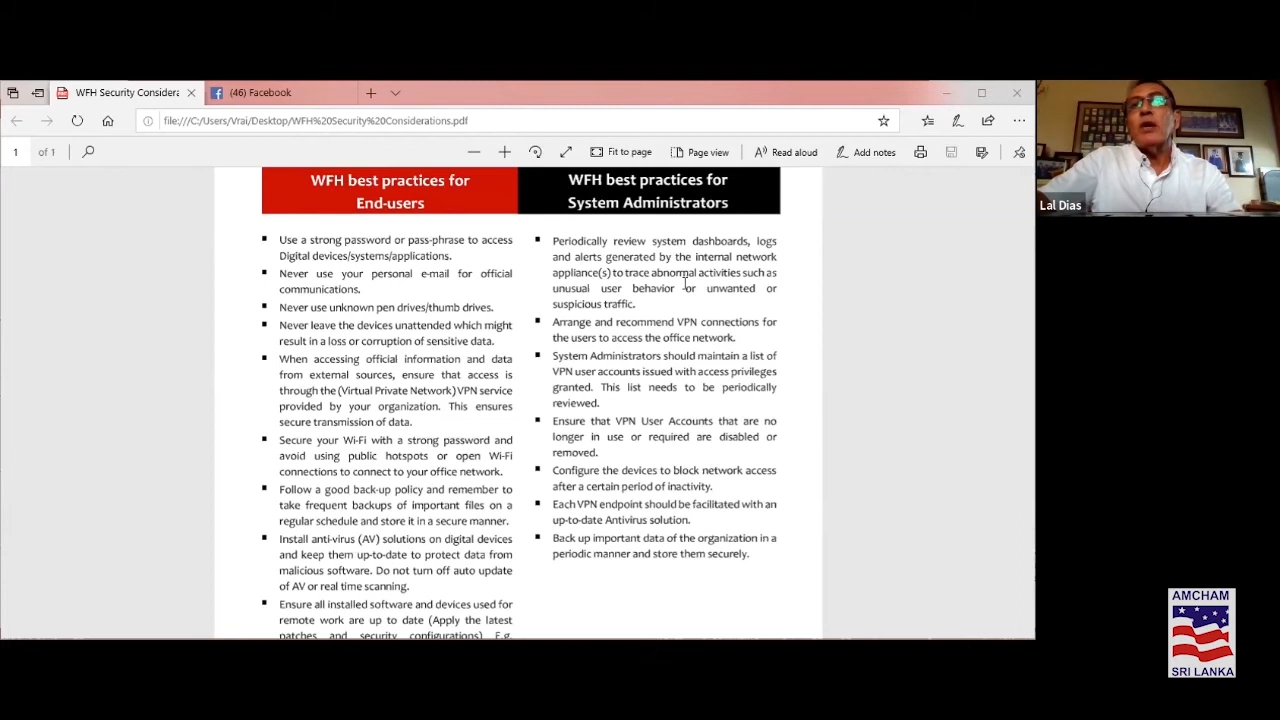 WFH Security Considera
(46) Facebook
file:///C:/Users/Vrai/Desktop/WFH%20Security%20Considerations.pdf
1 of 1
Fit to page
Page view
Read aloud
Add notes
Lal Dias
WFH best practices for
End-users
Use a strong password or pass-phrase to access
Digital devices/systems/applications.
Never use your personal e-mail for official
communications.
Never use unknown pen drives/thumb drives.
Never leave the devices unattended which might
result in a loss or corruption of sensitive data.
When accessing official information and data
from external sources, ensure that access is
through the (Virtual Private Network) VPN service
provided by your organization. This ensures
secure transmission of data.
Secure your Wi-Fi with a strong password and
avoid using public hotspots or open Wi-Fi
connections to connect to your office network.
Follow a good back-up policy and remember to
take frequent backups of important files on a
regular schedule and store it in a secure manner.
Install anti-virus (AV) solutions on digital devices
and keep them up-to-date to protect data from
malicious software. Do not turn off auto update
of AV or real time scanning.
Ensure all installed software and devices used for
remote work are up to date (Apply the latest
patches and security configurations) E.g.
WFH best practices for
System Administrators
Periodically review system dashboards, logs
and alerts generated by the internal network
appliance(s) to trace abnormal activities such as
unusual user behavior or unwanted or
suspicious traffic.
Arrange and recommend VPN connections for
the users to access the office network.
System Administrators should maintain a list of
VPN user accounts issued with access privileges
granted. This list needs to be periodically
reviewed.
Ensure that VPN User Accounts that are no
longer in use or required are disabled or
removed.
Configure the devices to block network access
after a certain period of inactivity.
Each VPN endpoint should be facilitated with an
up-to-date Antivirus solution.
Back up important data of the organization in a
periodic manner and store them securely.
AMCHAM
SRI LANKA